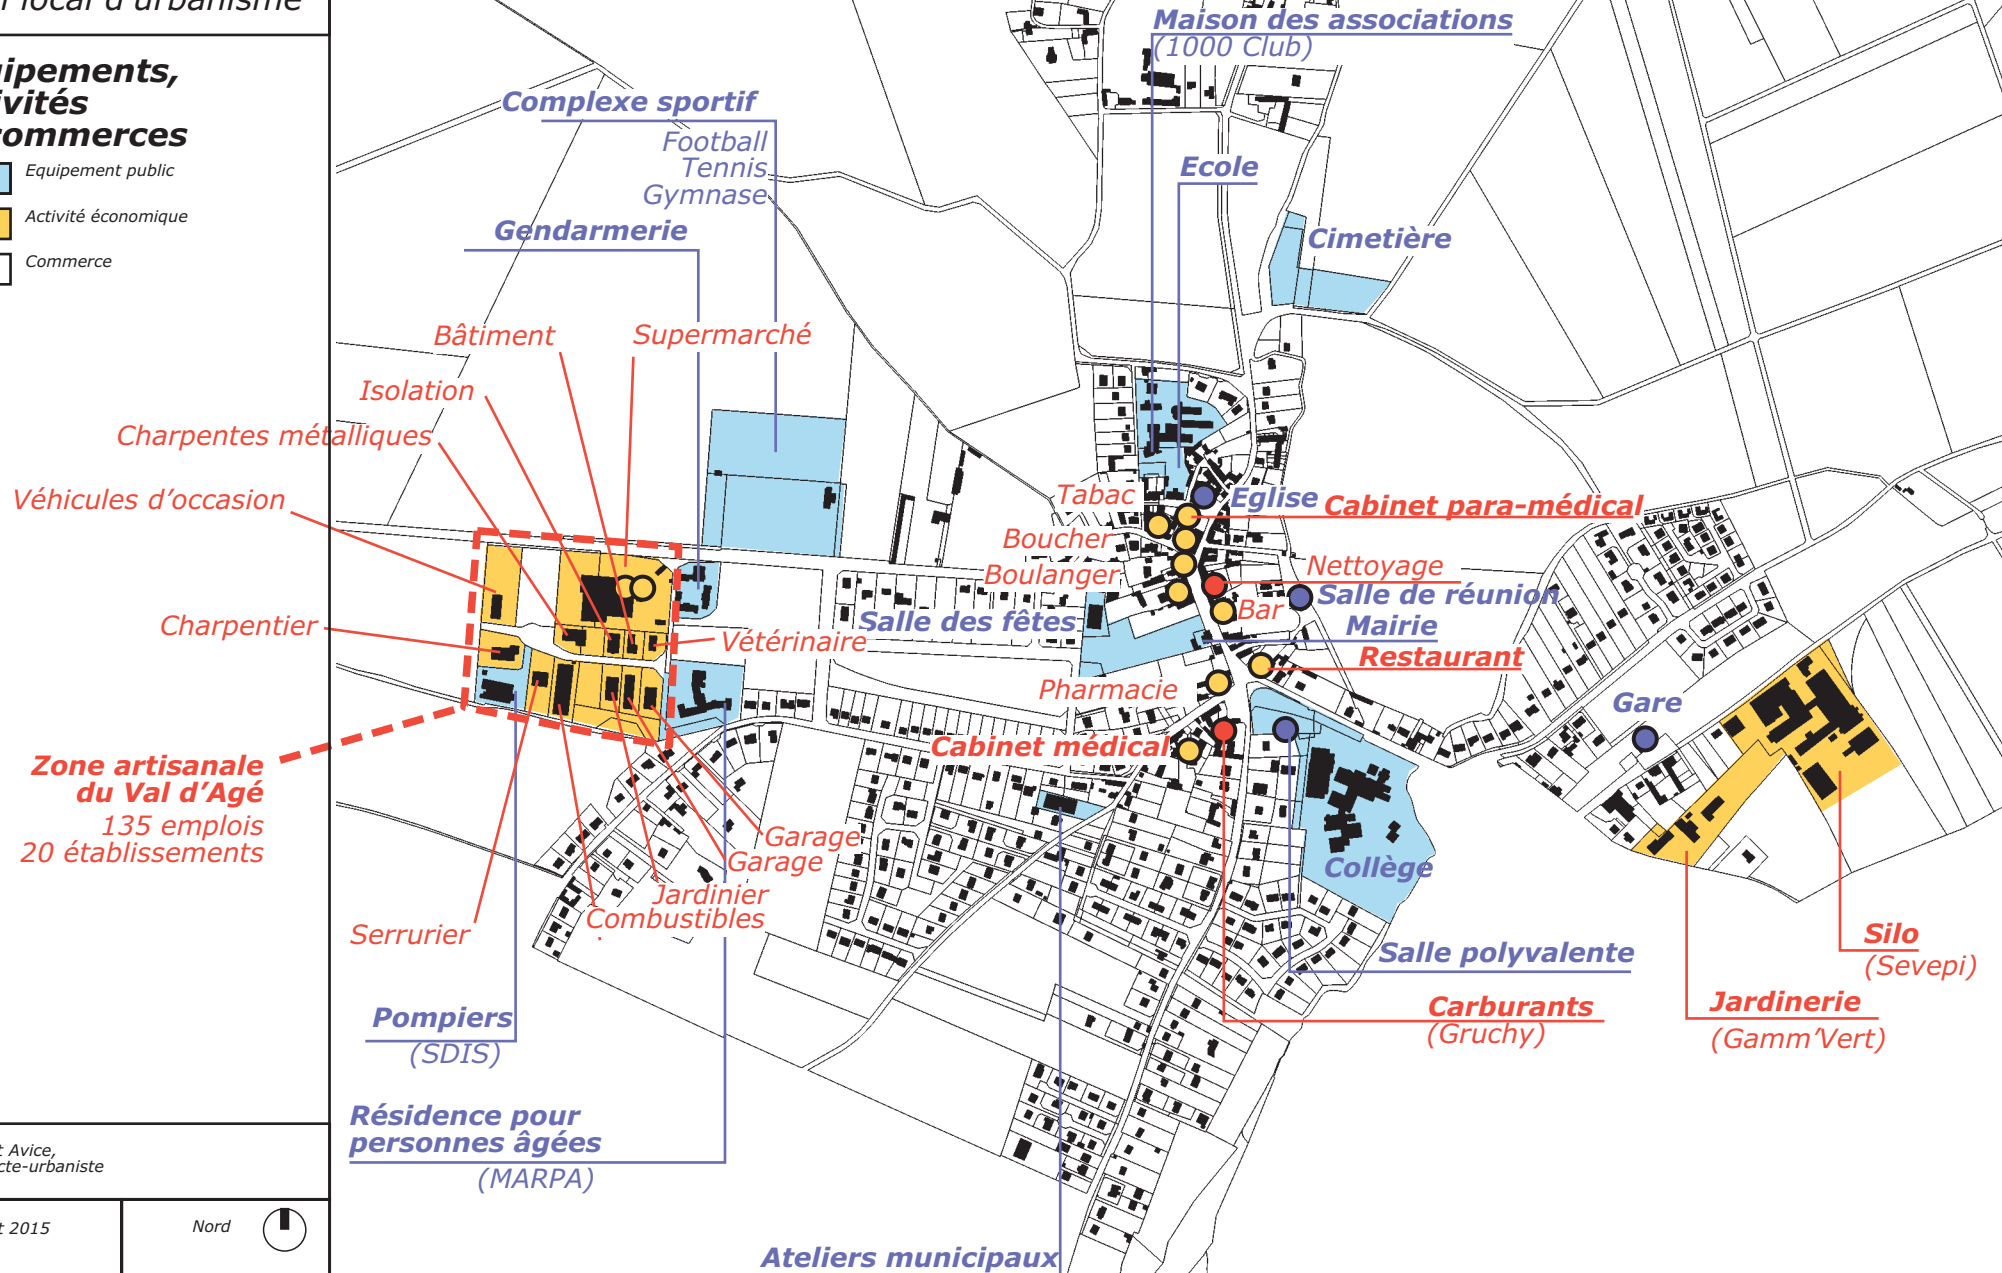 local d'urbanisme
ipements,
ivités
commerces
Equipement public
Activité économique
Commerce
Maison des associations
(1000 Club)
Complexe sportif
Football
Tennis
Gymnase
Ecole
Gendarmerie
Cimetière
Bâtiment
Supermarché
Isolation
Charpentes métalliques
Véhicules d'occasion
Tabac
Eglise
Cabinet para-médical
Boucher
Boulanger
Nettoyage
Salle de réunion
Bar
Charpentier
Vétérinaire
Salle des fêtes
Mairie
Restaurant
Pharmacie
Gare
Cabinet médical
Zone artisanale
du Val d'Agé
135 emplois
20 établissements
Garage
Garage
Jardinier
Combustibles
Serrurier
Collège
Salle polyvalente
Silo
(Sevepi)
Carburants
(Gruchy)
Jardinerie
(Gamm'Vert)
Pompiers
(SDIS)
Résidence pour
personnes âgées
(MARPA)
Ateliers municipaux
t Avice,
cte-urbaniste
t 2015
Nord